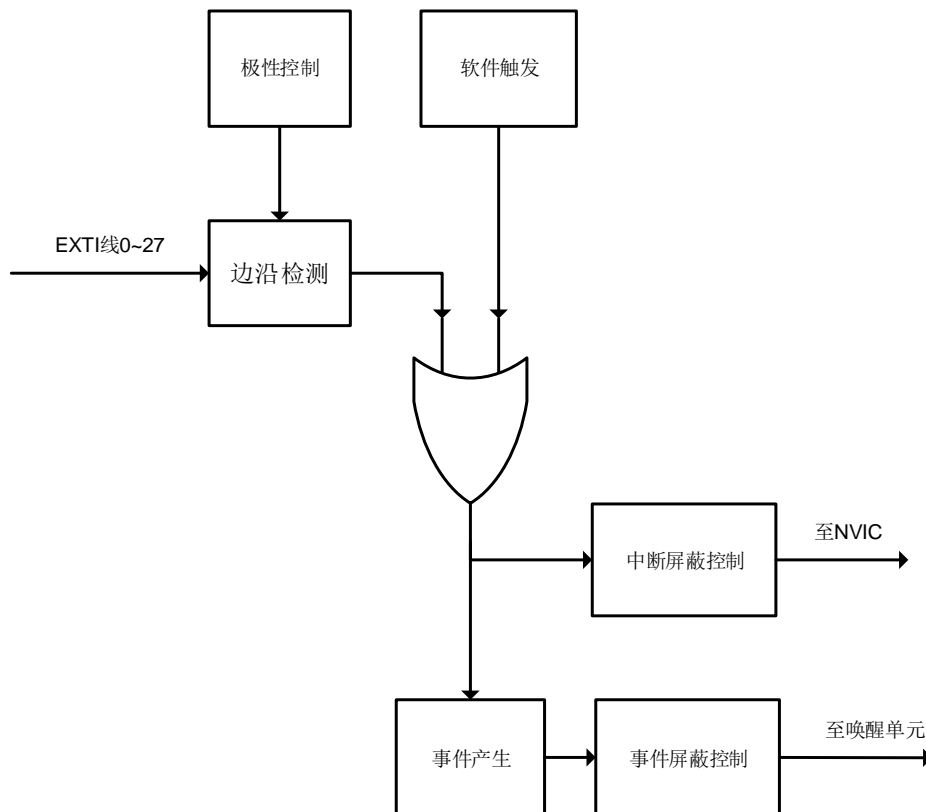 极性控制
软件触发
EXTI线0~27
边沿检测
至NVIC
中断屏蔽控制
至唤醒单元
事件产生
事件屏蔽控制